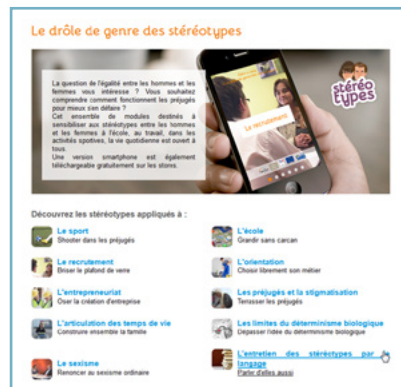 Le drôle de genre des stéréotypes
La question de l'égalité entre les hommes et les
femmes vous intéresse ? Vous souhaitez
comprendre comment fonctionnent les préjugés
pour mieux s'en défaire ?
Cet ensemble de modules destinés à
sensibiliser aux stéréotypes entre les hommes
et les femmes à l'école, au travail, dans les
activités spotives, la vie quotidienne est ouvert à
tous.
Une version smartphone est également
téléchargeable gratuitement sur les stores.
Le recrutement
stéréo
types
Découvrez les stéréotypes appliqués à :
Le sport
Shooter dans les préjugés
L'école
Grandir sans carcan
Le recrutement
Briser le plafond de verre
L'orientation
Choisir librement son métier
L'entrepreneuriat
Oser la création d'entreprise
Les préjugés et la stigmatisation
Terrasser les préjugés
L'articulation des temps de vie
Construire ensemble la famille
Les limites du déterminisme biologique
Dépasser l'idée du déterminisme biologique
Le sexisme
Renoncer au sexisme ordinaire
L'entretien des stéréotypes par le
langage
Parler d'elles aussi